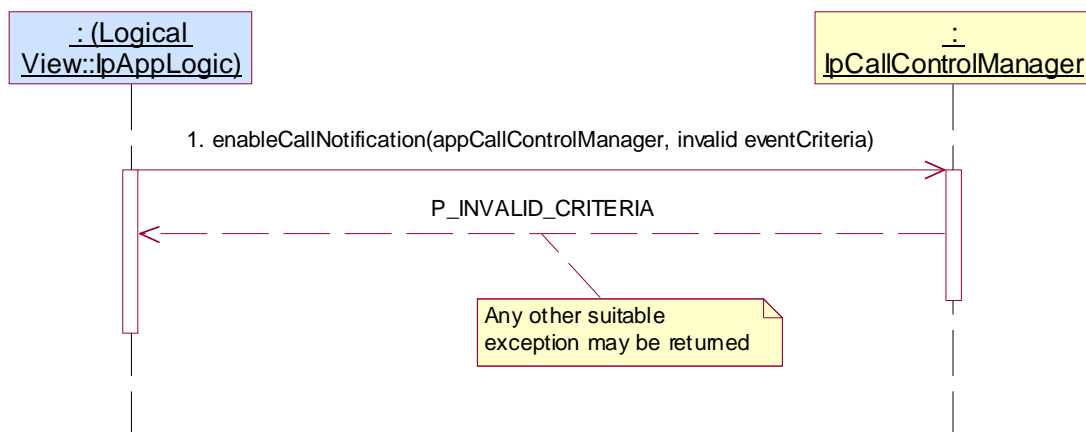 : (Logical
View::IpAppLogic)
:
IpCallControlManager
1. enableCallNotification(appCallControlManager, invalid eventCriteria)
P_INVALID_CRITERIA
Any other suitable
exception may be returned